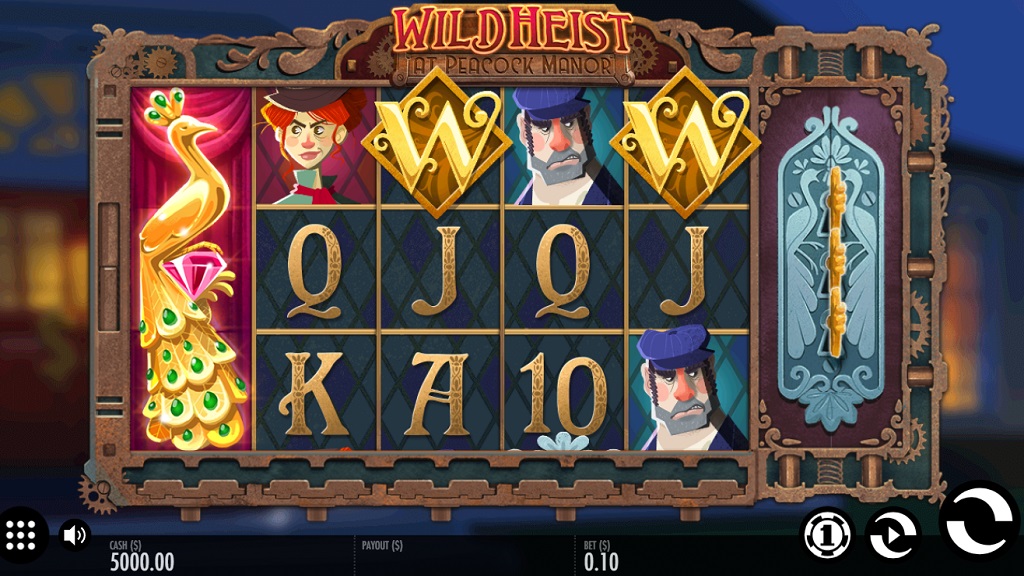 WILD HEIST
AT PEACOCK MANOR
W W
Q J Q J
K A 10
1
CASH ($) PAYOUT ($) BET ($)
5000.00 0.10